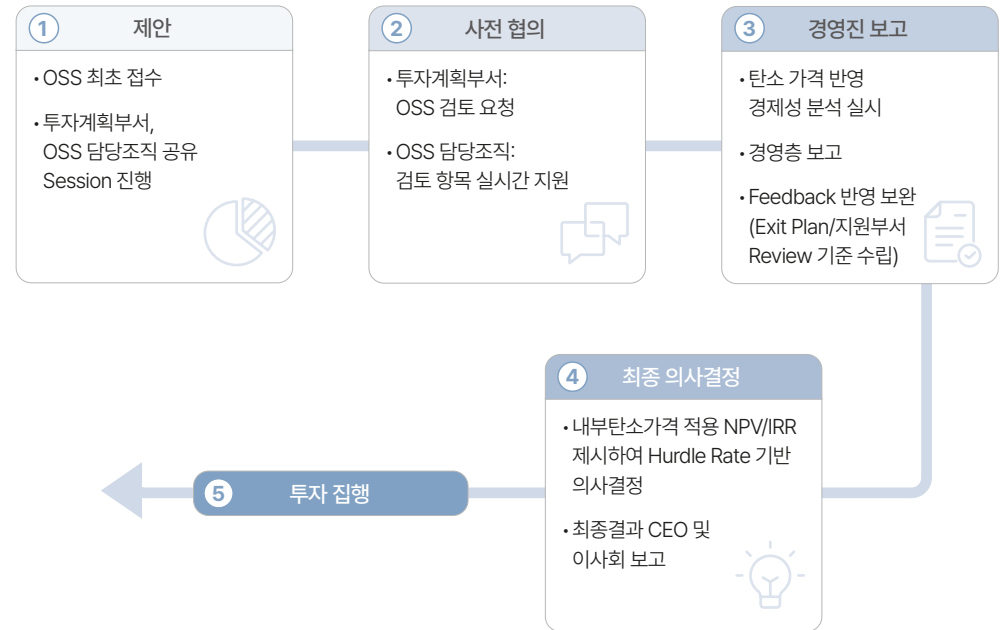 1 제안
• OSS 최초 접수
• 투자계획부서,
OSS 담당조직 공유
Session 진행
2 사전 협의
• 투자계획부서:
OSS 검토 요청
• OSS 담당조직:
검토 항목 실시간 지원
3 경영진 보고
• 탄소 가격 반영
경제성 분석 실시
• 경영층 보고
• Feedback 반영 보완
(Exit Plan/지원부서
Review 기준 수립)
4 최종 의사결정
• 내부탄소가격 적용 NPV/IRR
제시하여 Hurdle Rate 기반
의사결정
• 최종결과 CEO 및
이사회 보고
5 투자 집행